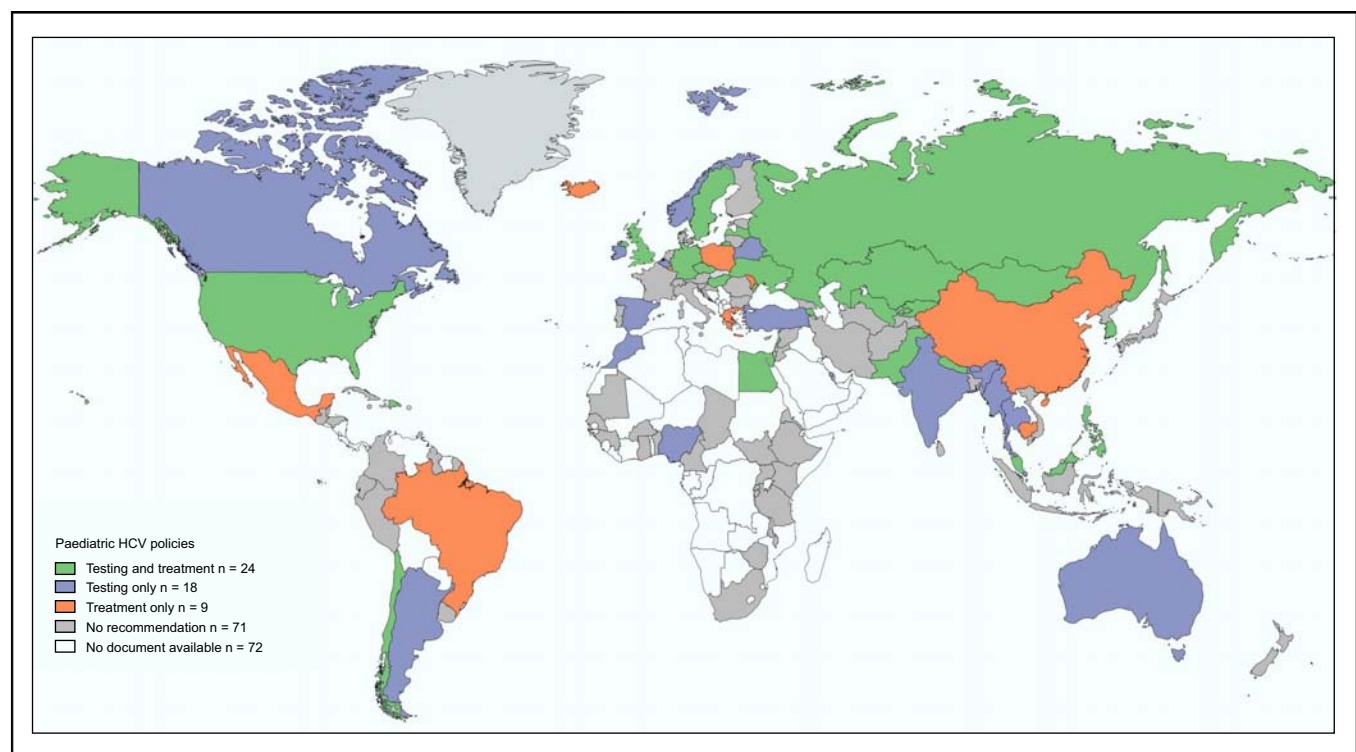 Paediatric HCV policies
Testing and treatment n = 24
Testing only n = 18
Treatment only n = 9
No recommendation n = 71
No document available n = 72